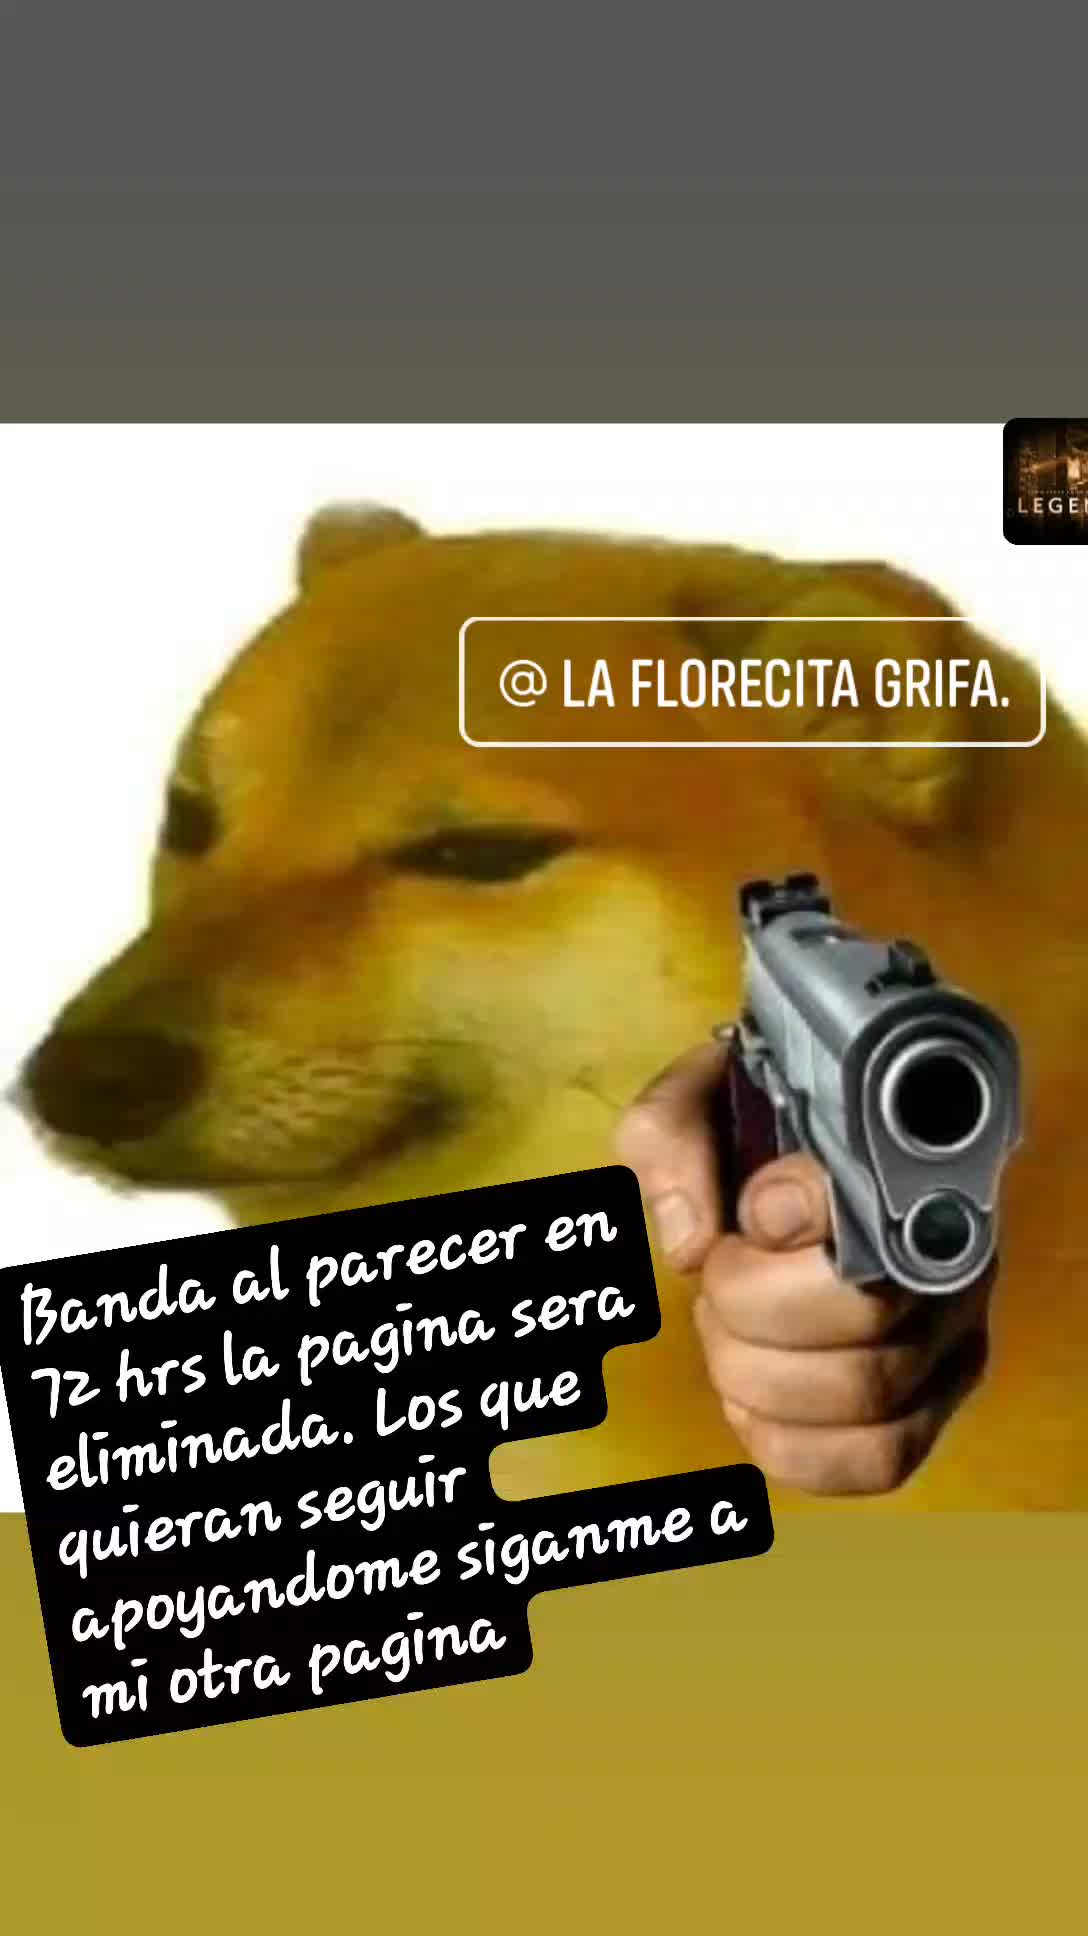 LEGEN
@ LA FLORECITA GRIFA.
Banda al parecer en
72 hrs la pagina sera
eliminada. Los que
quieran seguir
apoyandome siganme a
mi otra pagina